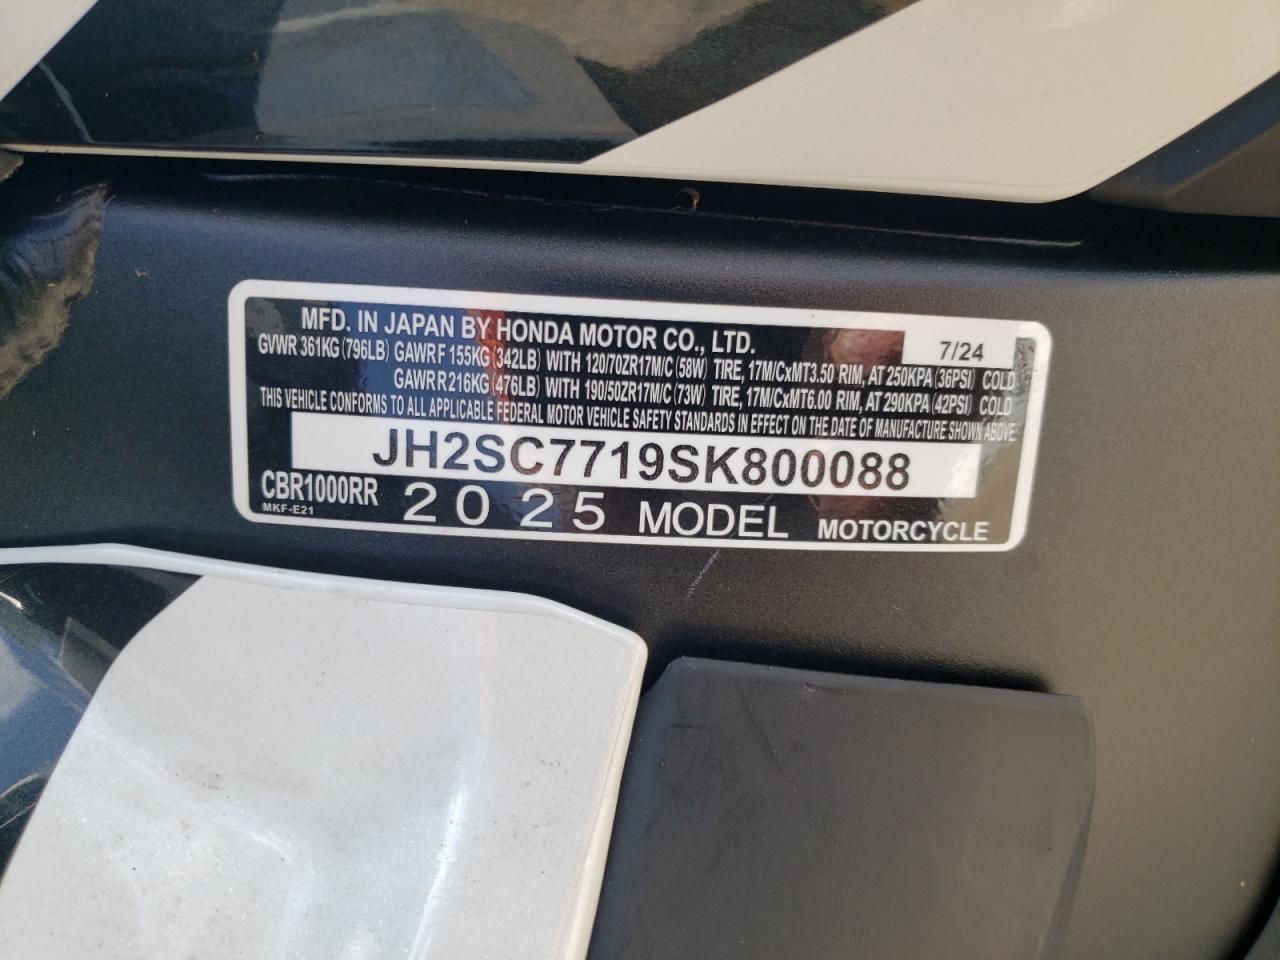 MFD. IN JAPAN BY HONDA MOTOR CO., LTD. 7/24
GVWR 361KG (796LB) GAWR F 155KG (342LB) WITH 120/70ZR17M/C (58W) TIRE, 17M/CxMT3.50 RIM, AT 250KPA (36PSI) COLD
GAWR R 216KG (476LB) WITH 190/50ZR17M/C (73W) TIRE, 17M/CxMT6.00 RIM, AT 290KPA (42PSI) COLD
THIS VEHICLE CONFORMS TO ALL APPLICABLE FEDERAL MOTOR VEHICLE SAFETY STANDARDS IN EFFECT ON THE DATE OF MANUFACTURE SHOWN ABOVE.
JH2SC7719SK800088
CBR1000RR 2025 MODEL MOTORCYCLE
MKF-E21